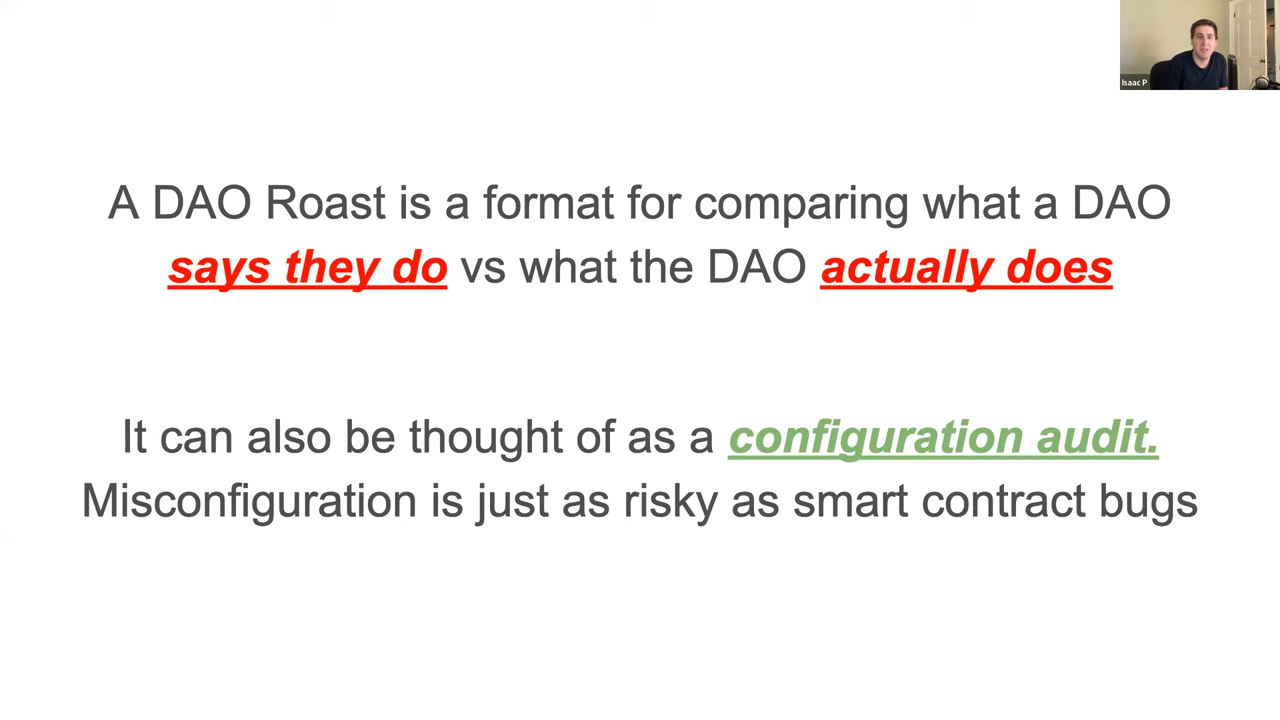 Isaac P
A DAO Roast is a format for comparing what a DAO
says they do vs what the DAO actually does
It can also be thought of as a configuration audit.
Misconfiguration is just as risky as smart contract bugs